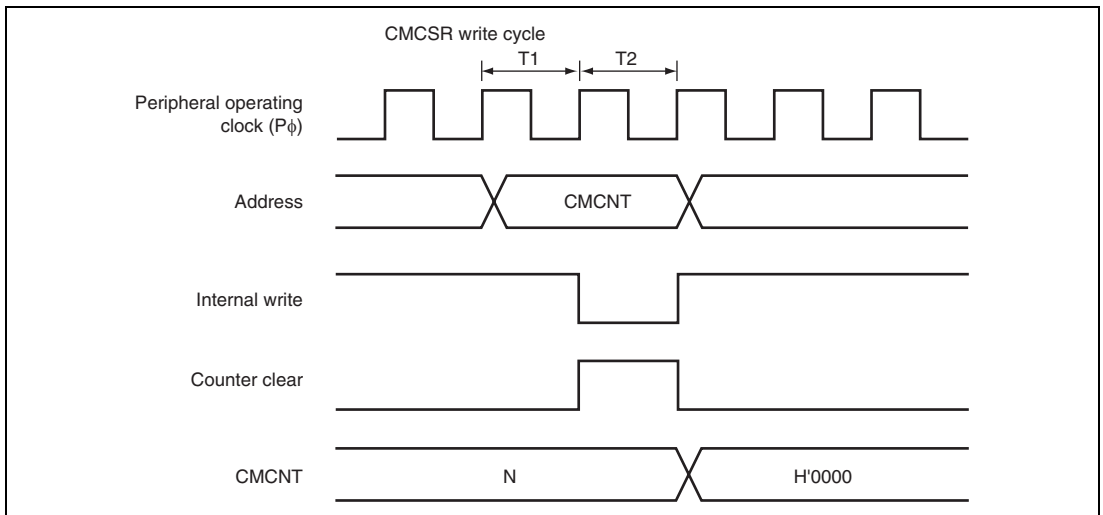 CMCSR write cycle
T1 T2
Peripheral operating
clock (Pϕ)
Address
CMCNT
Internal write
Counter clear
CMCNT
N
H'0000